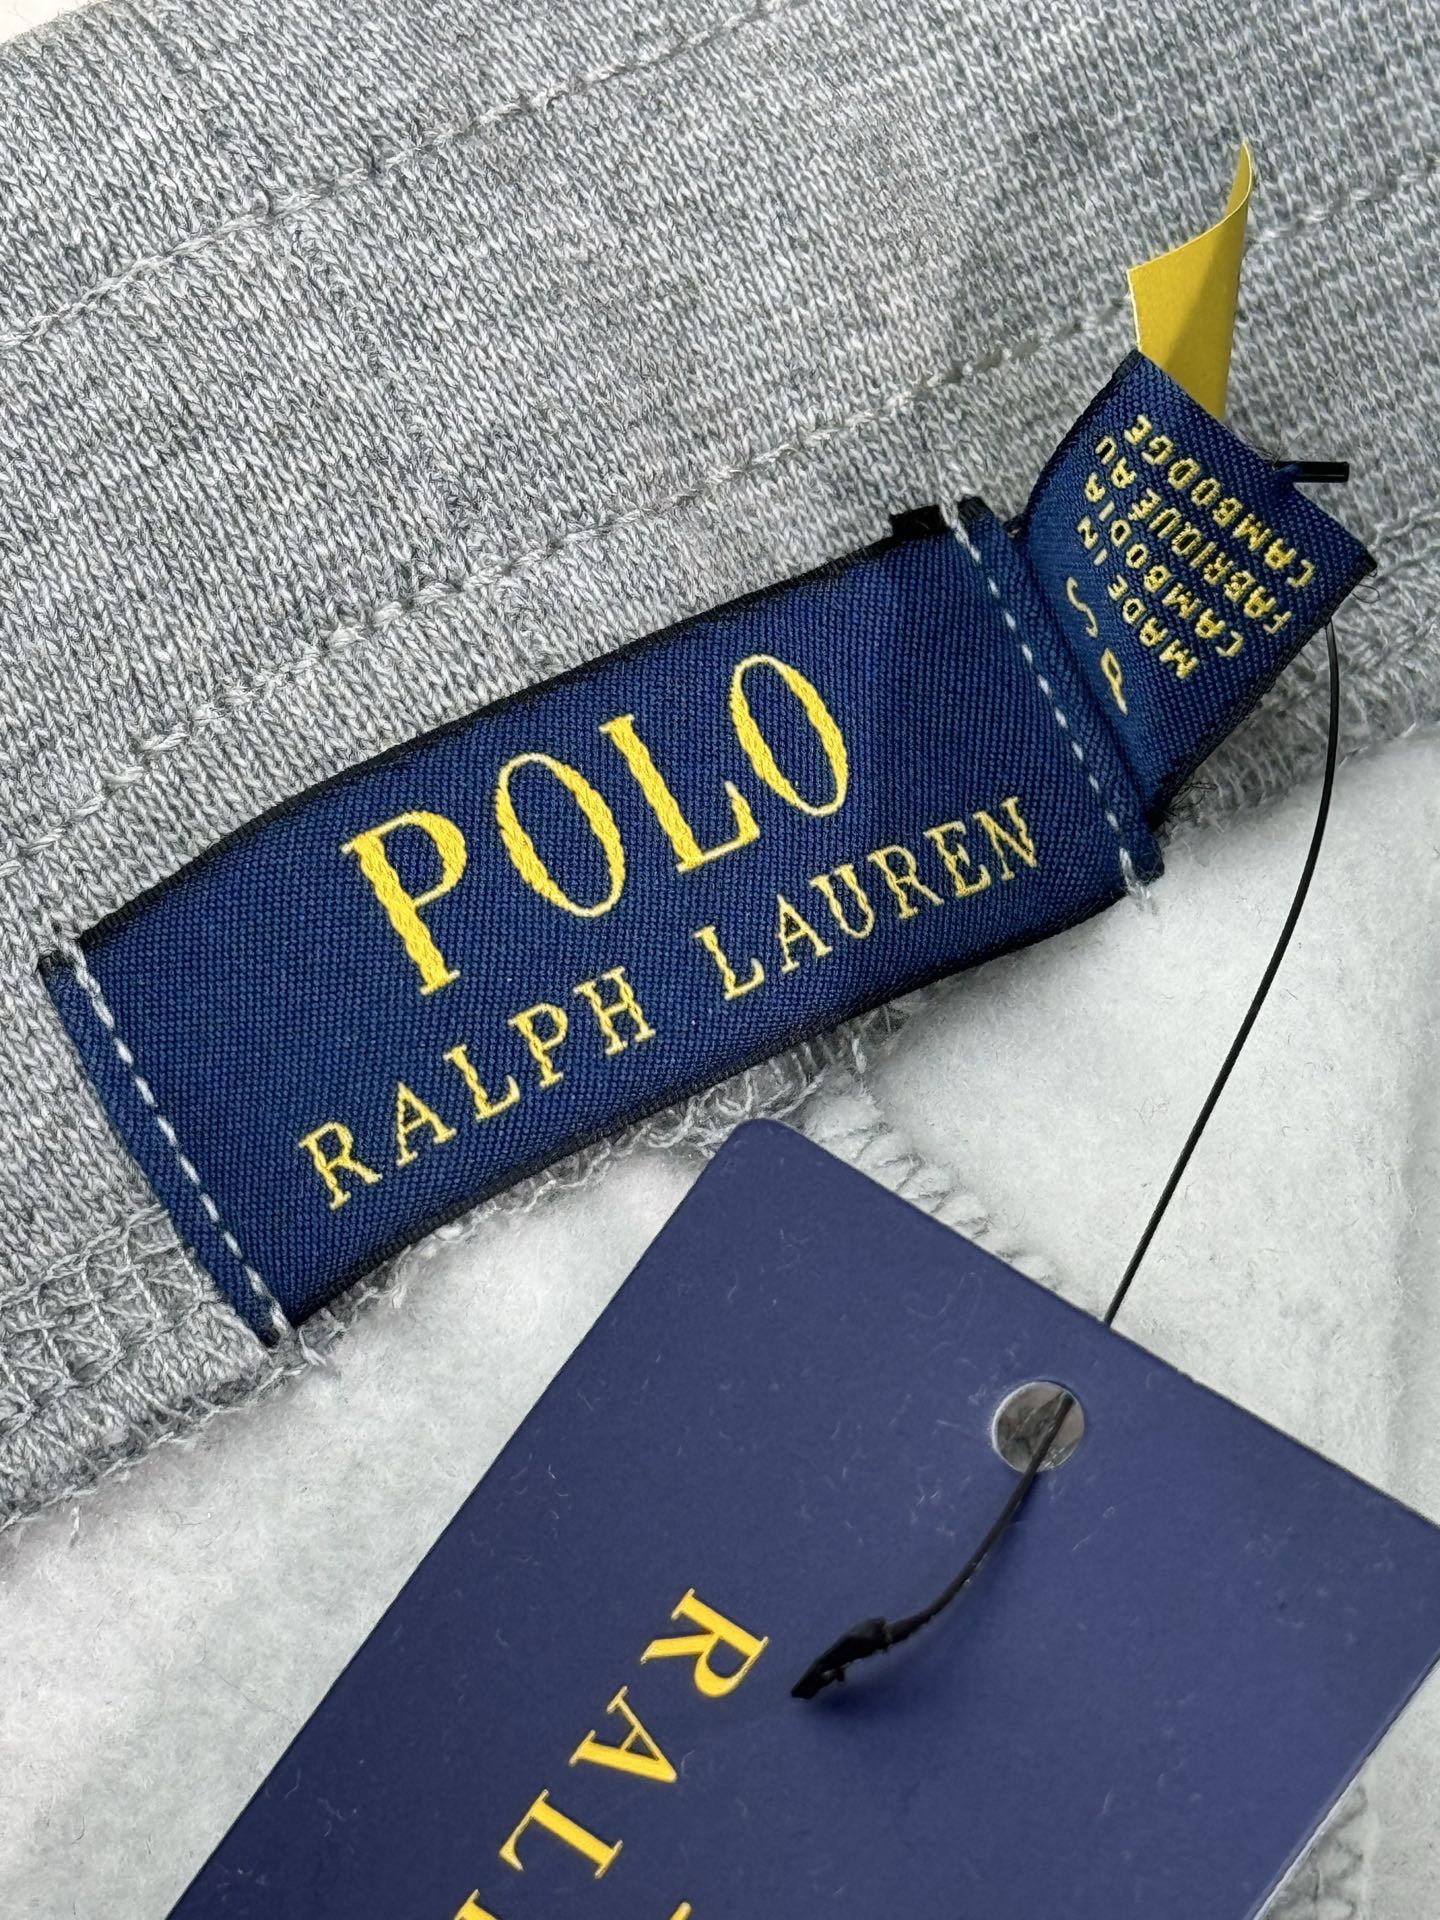 POLO
RALPH LAUREN
S P
MADE IN
CAMBODIA
FABRIQUÉ AU
CAMBODGE
RAL